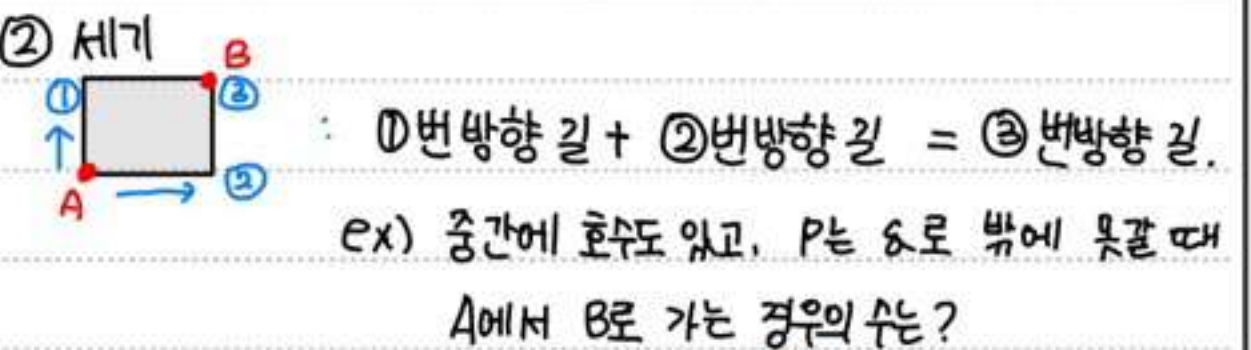 ② 세기
B
① ③
: ①번방향 길 + ②번방향 길 = ③번방향 길.
A ②
ex) 중간에 호수도 있고, P는 &로 밖에 못갈 때
A에서 B로 가는 경우의 수는?